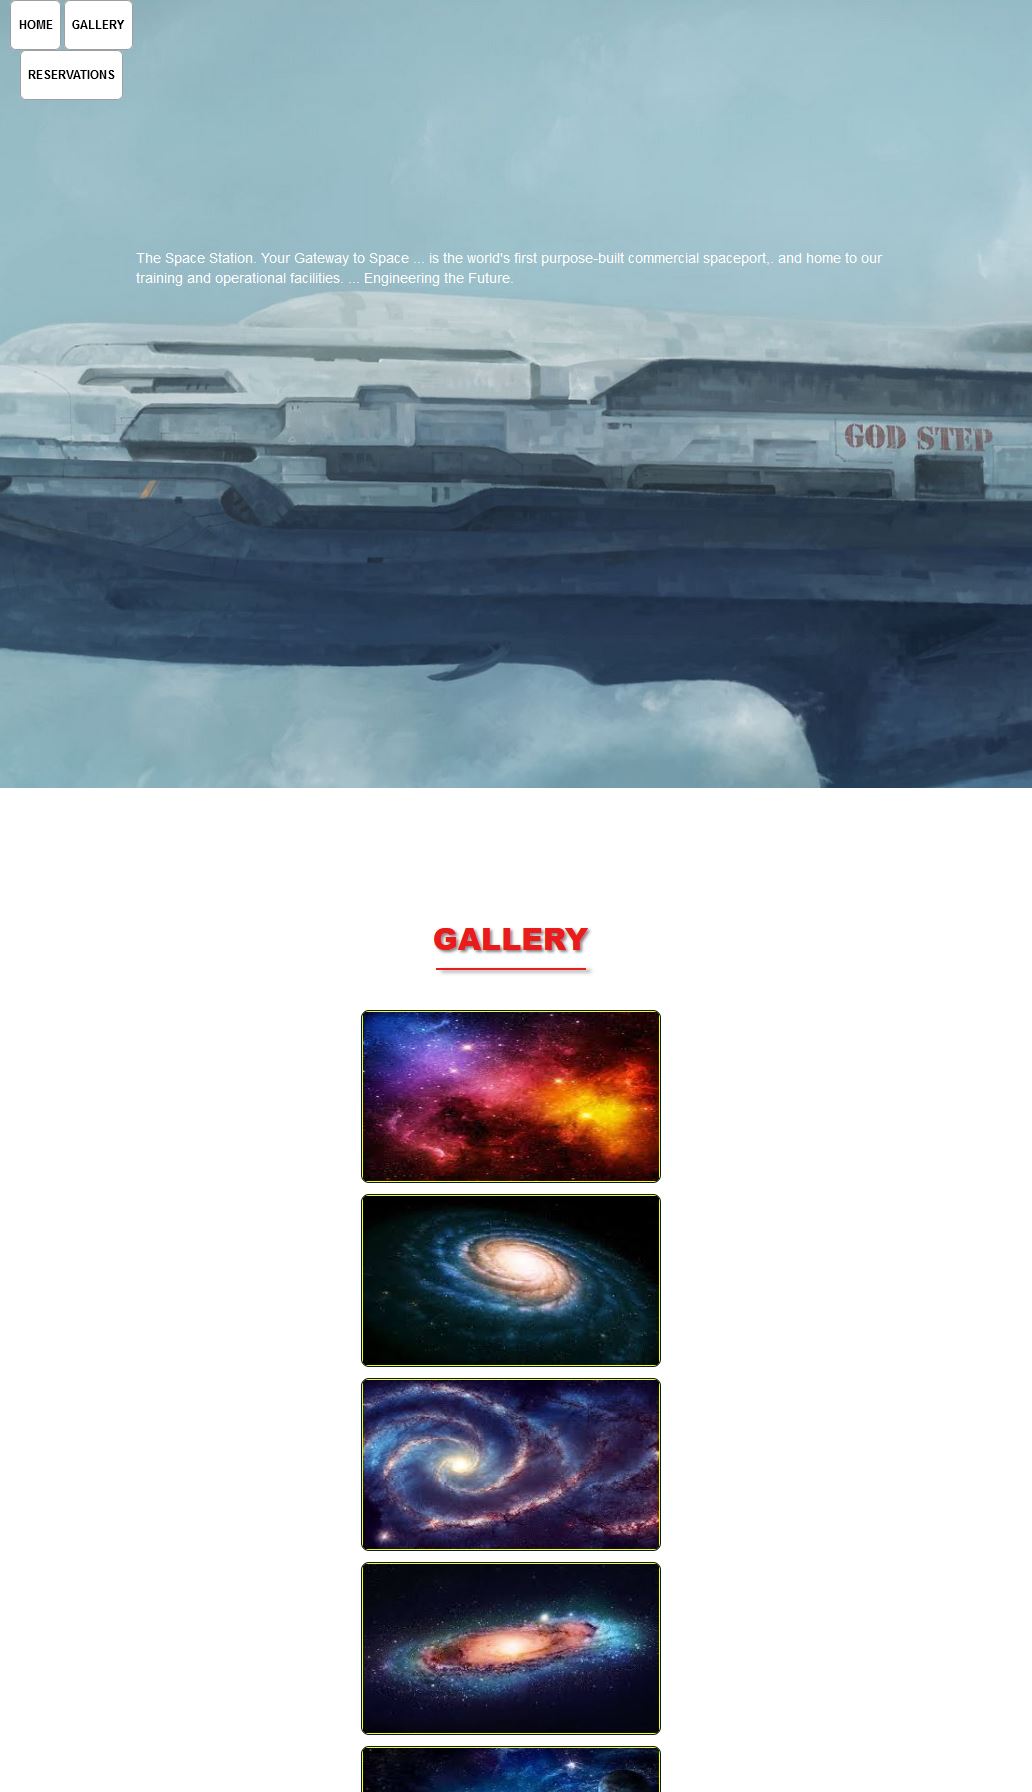 HOME GALLERY
RESERVATIONS
The Space Station. Your Gateway to Space ... is the world's first purpose-built commercial spaceport,. and home to our
training and operational facilities. ... Engineering the Future.
GOD STEP
GALLERY